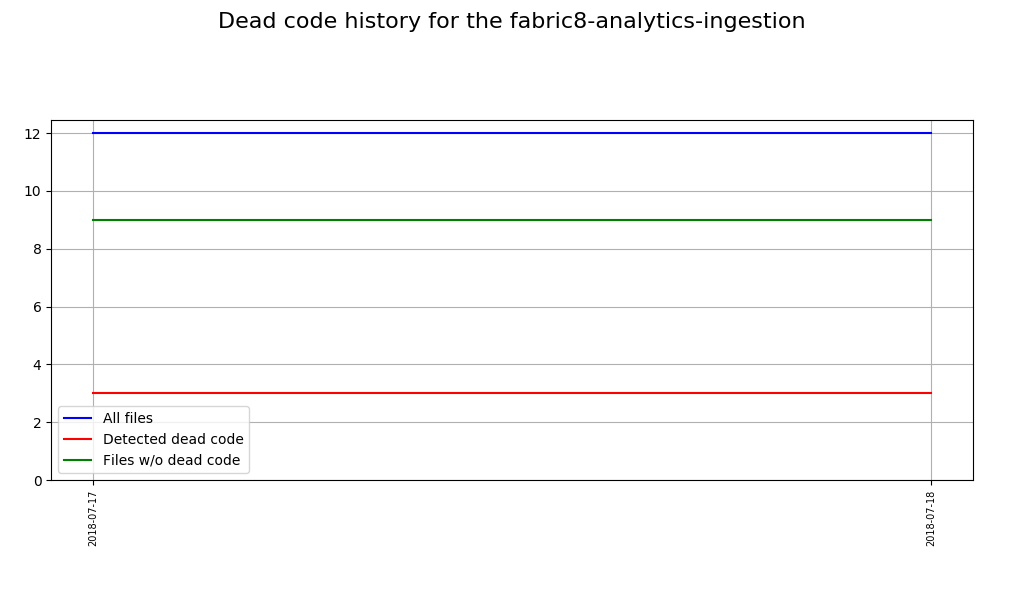 Dead code history for the fabric8-analytics-ingestion
12
10
8
6
4
2
0
All files
Detected dead code
Files w/o dead code
2018-07-17
2018-07-18